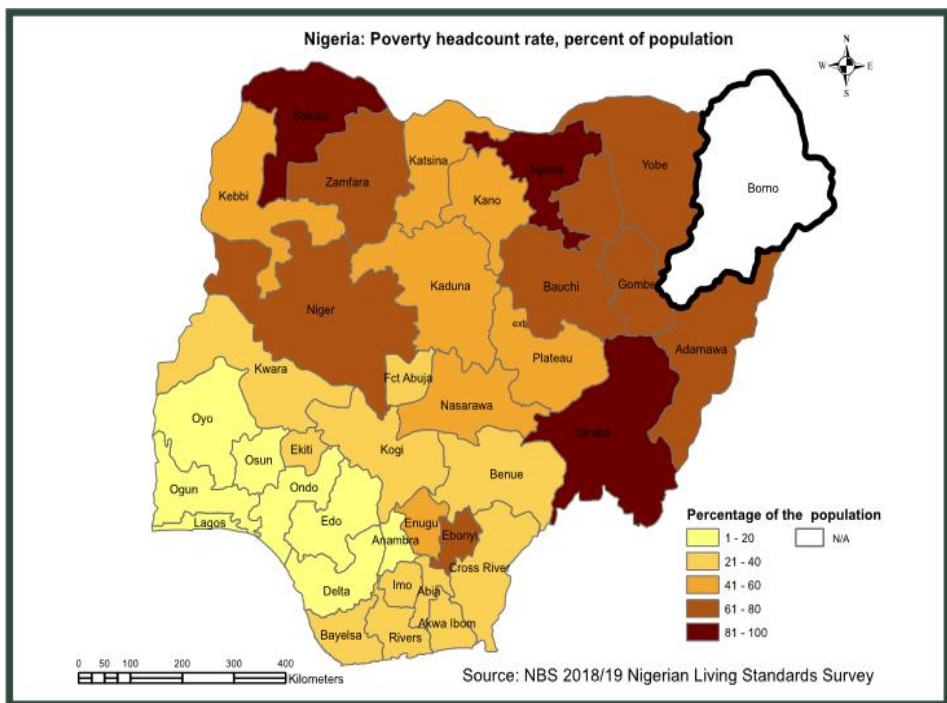 Nigeria: Poverty headcount rate, percent of population
N
W E
S
Sokoto
Katsina
Jigawa
Yobe
Borno
Zamfara
Kebbi
Kano
Kaduna
Bauchi
Gombe
Niger
ext
Plateau
Adamawa
Kwara
Fct Abuja
Nasarawa
Taraba
Oyo
Ekiti
Kogi
Osun
Benue
Ogun
Ondo
Lagos
Edo
Enugu
Ebonyi
Anambra
Cross River
Delta
Imo
Abia
Akwa Ibom
Bayelsa
Rivers
Percentage of the population
1 - 20
N/A
21 - 40
41 - 60
61 - 80
81 - 100
0 50 100 200 300 400
Kilometers
Source: NBS 2018/19 Nigerian Living Standards Survey